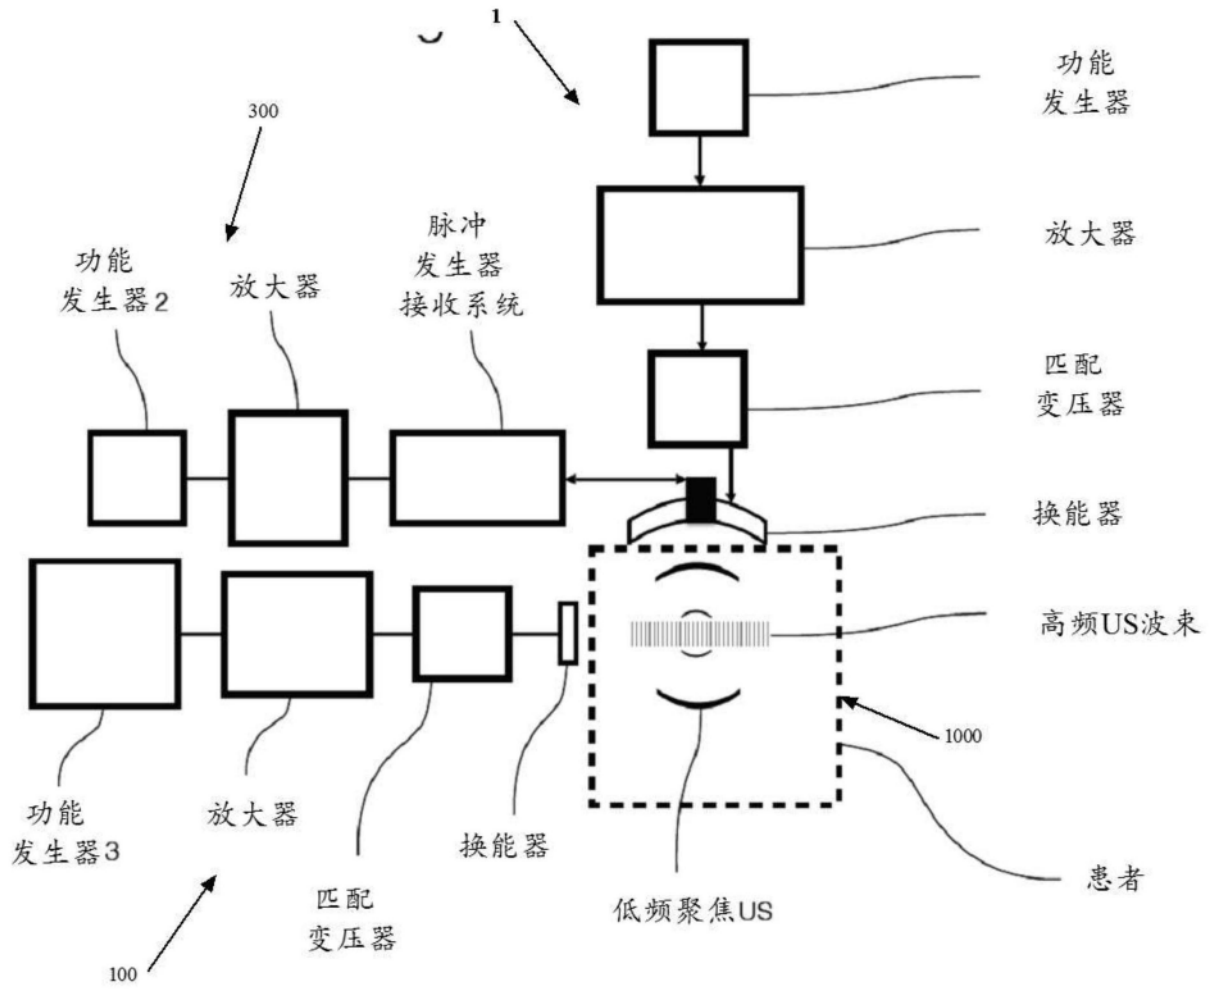 1
功能
发生器
300
放大器
脉冲
发生器
接收系统
功能
发生器2
放大器
匹配
变压器
换能器
高频US波束
1000
功能
发生器3
放大器
换能器
匹配
变压器
低频聚焦US
患者
100